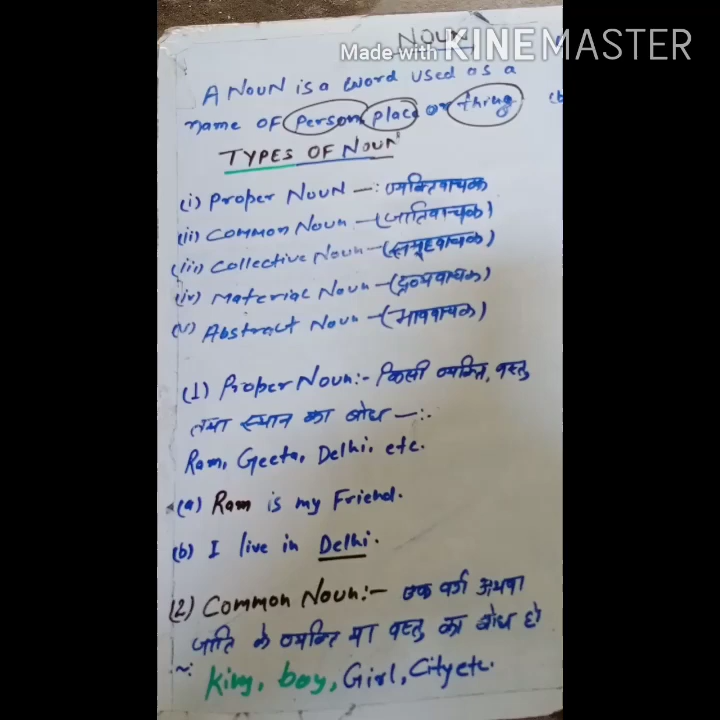 NOUN
Made with KINEMASTER
A NOUN is a word used as a
name OF person, place or thing.
TYPES OF NOUN
(i) Proper NOUN —: व्यक्तिवाचक
(ii) COMMON NOUN —(जातिवाचक)
(iii) Collective Noun —(समूहवाचक)
(iv) Material Noun —(द्रव्यवाचक)
(v) Abstract Noun —(भाववाचक)
(1) Proper Noun:- किसी व्यक्ति, वस्तु
तथा स्थान का बोध —:.
Ram, Geeta, Delhi. etc.
(a) Ram is my Friend.
(b) I live in Delhi.
(2) Common Noun:- एक वर्ग अथवा
जाति के व्यक्ति या वस्तु का बोध हो
~: King, boy, Girl, City etc.